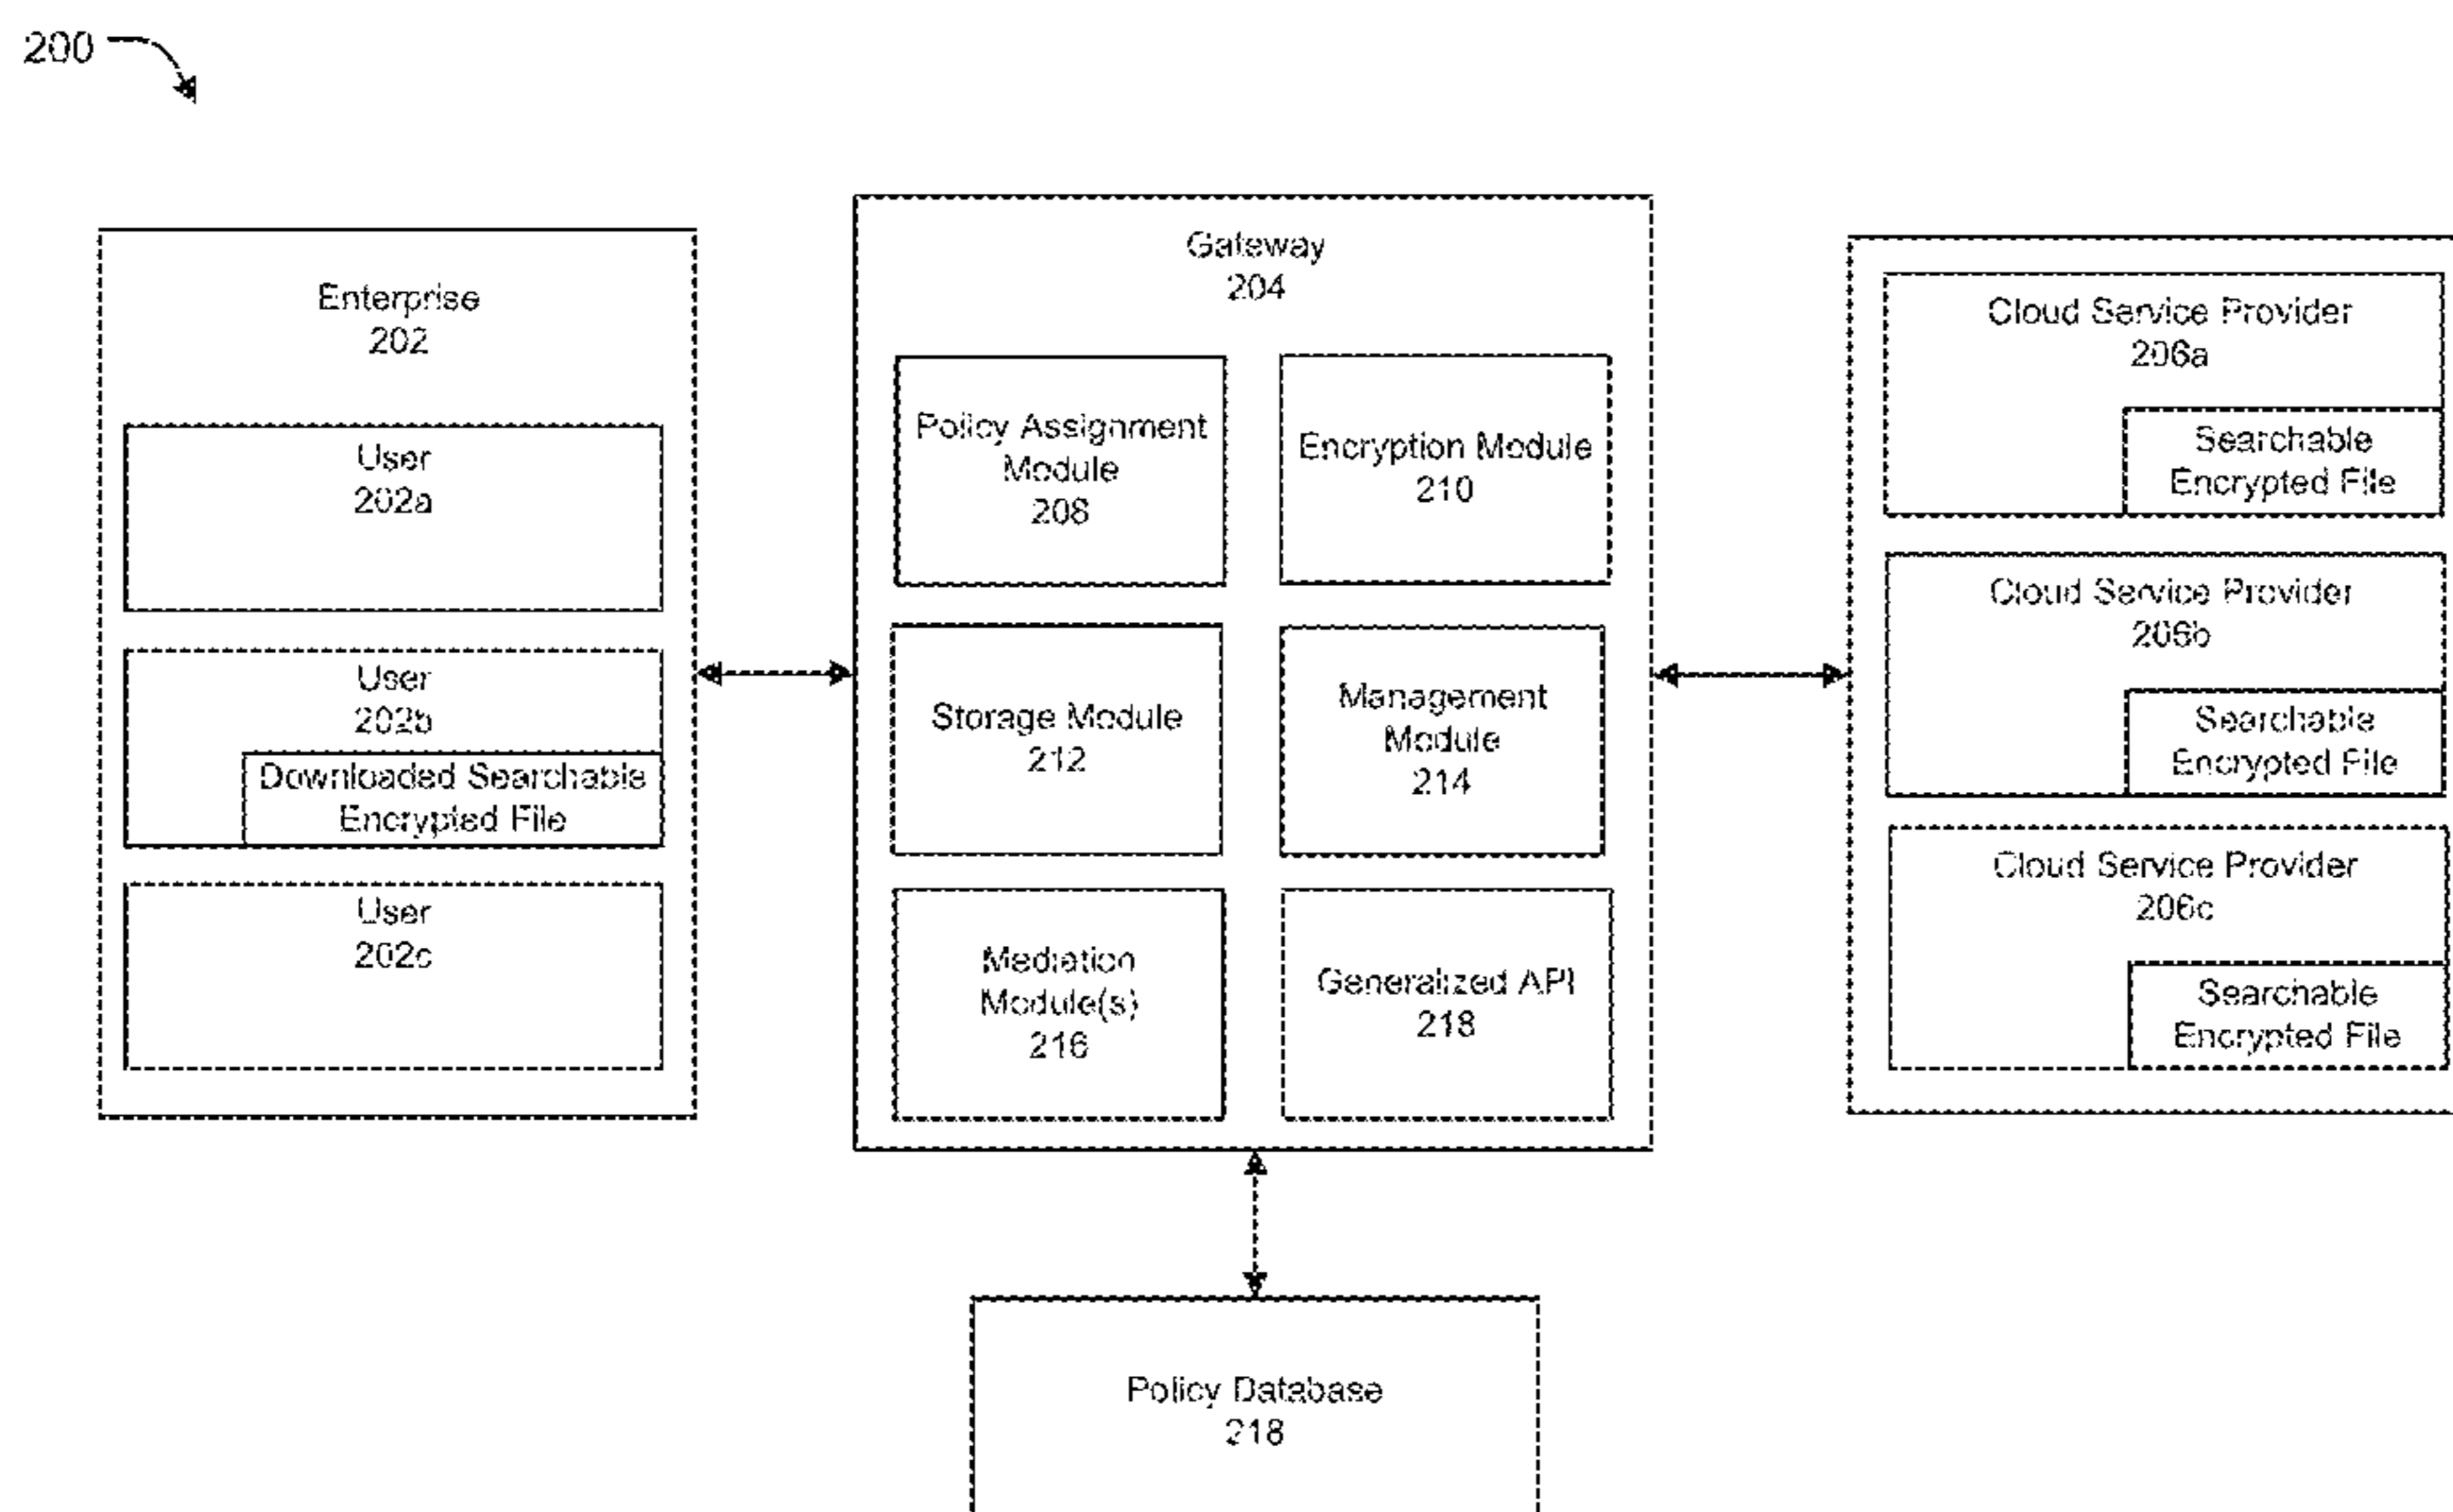 200
Enterprise
202
User
202a
User
202b
Downloaded Searchable
Encrypted File
User
202c
Gateway
204
Policy Assignment
Module
208
Encryption Module
210
Storage Module
212
Management
Module
214
Mediation
Module(s)
216
Generalized API
218
Cloud Service Provider
206a
Searchable
Encrypted File
Cloud Service Provider
206b
Searchable
Encrypted File
Cloud Service Provider
206c
Searchable
Encrypted File
Policy Database
218